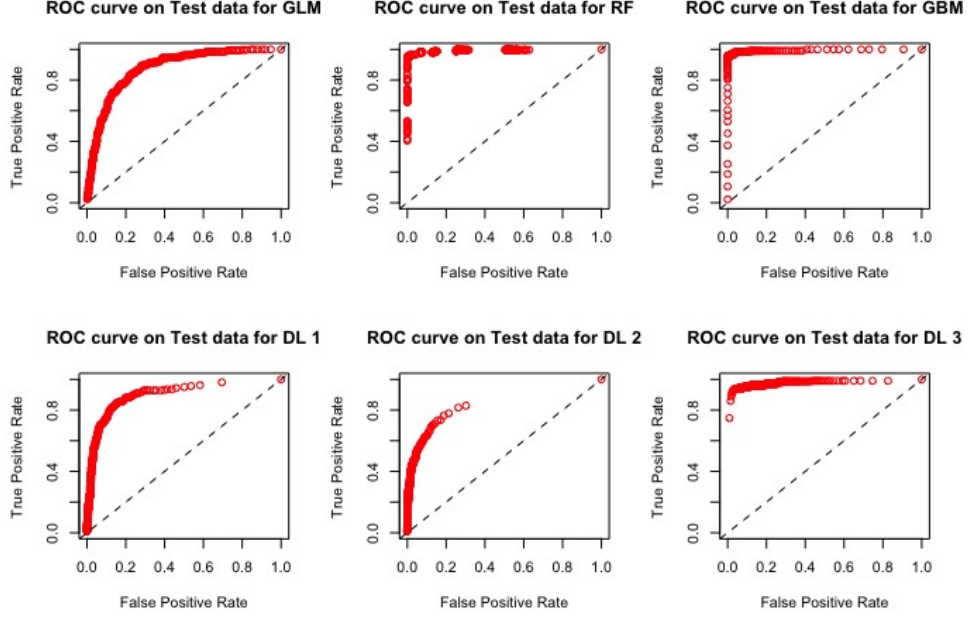 ROC curve on Test data for GLM
True Positive Rate
0.0 0.4 0.8
0.0 0.2 0.4 0.6 0.8 1.0
False Positive Rate
ROC curve on Test data for RF
True Positive Rate
0.0 0.4 0.8
0.0 0.2 0.4 0.6 0.8 1.0
False Positive Rate
ROC curve on Test data for GBM
True Positive Rate
0.0 0.4 0.8
0.0 0.2 0.4 0.6 0.8 1.0
False Positive Rate
ROC curve on Test data for DL 1
True Positive Rate
0.0 0.4 0.8
0.0 0.2 0.4 0.6 0.8 1.0
False Positive Rate
ROC curve on Test data for DL 2
True Positive Rate
0.0 0.4 0.8
0.0 0.2 0.4 0.6 0.8 1.0
False Positive Rate
ROC curve on Test data for DL 3
True Positive Rate
0.0 0.4 0.8
0.0 0.2 0.4 0.6 0.8 1.0
False Positive Rate